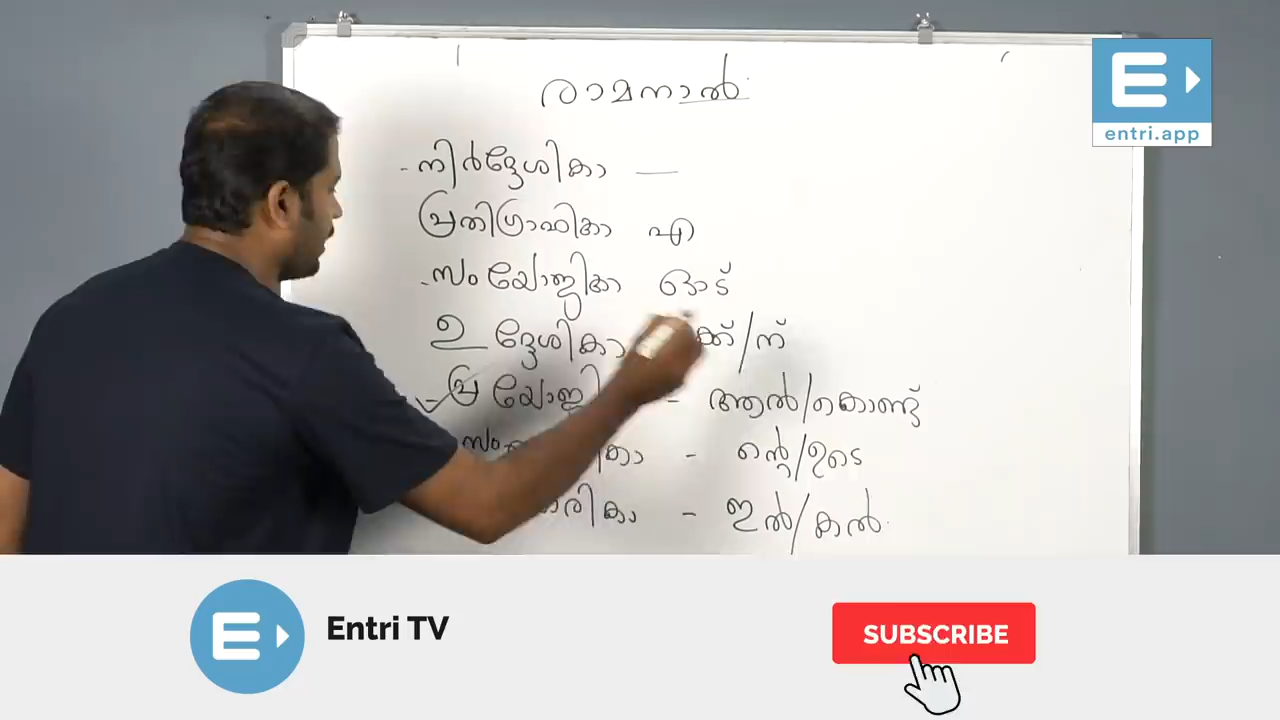 രാമനാൽ
E
entri.app
- നിർദ്ദേശികാ —
പ്രതിഗ്രാഹികാ എ
- സംയോജികാ ഓട്
ഉദ്ദേശികാ ക്ക്/ന്
- ആൽ/കൊണ്ട്
- ന്റെ/ഉടെ
- ഇൽ/കൽ
E
Entri TV
SUBSCRIBE